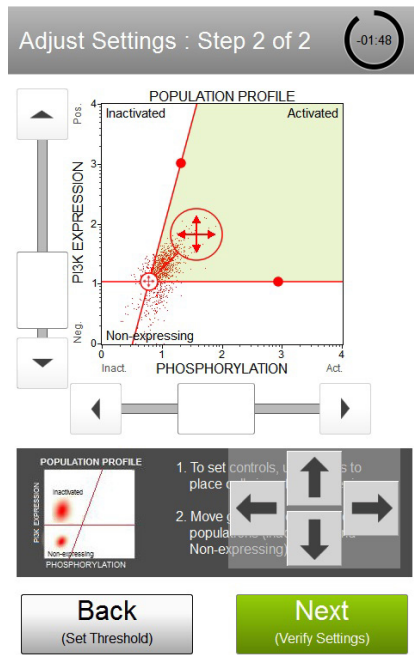 Adjust Settings : Step 2 of 2
-01:48
POPULATION PROFILE
Inactivated
Activated
Pos.
PI3K EXPRESSION
Neg.
4
3
2
1
0
Non-expressing
0 1 2 3 4
Inact.
PHOSPHORYLATION
Act.
POPULATION PROFILE
Inactivated
PI3K EXPRESSION
Non-expressing
PHOSPHORYLATION
1. To set controls, to
place
2. Move
Non-expressing)
Back
(Set Threshold)
Next
(Verify Settings)